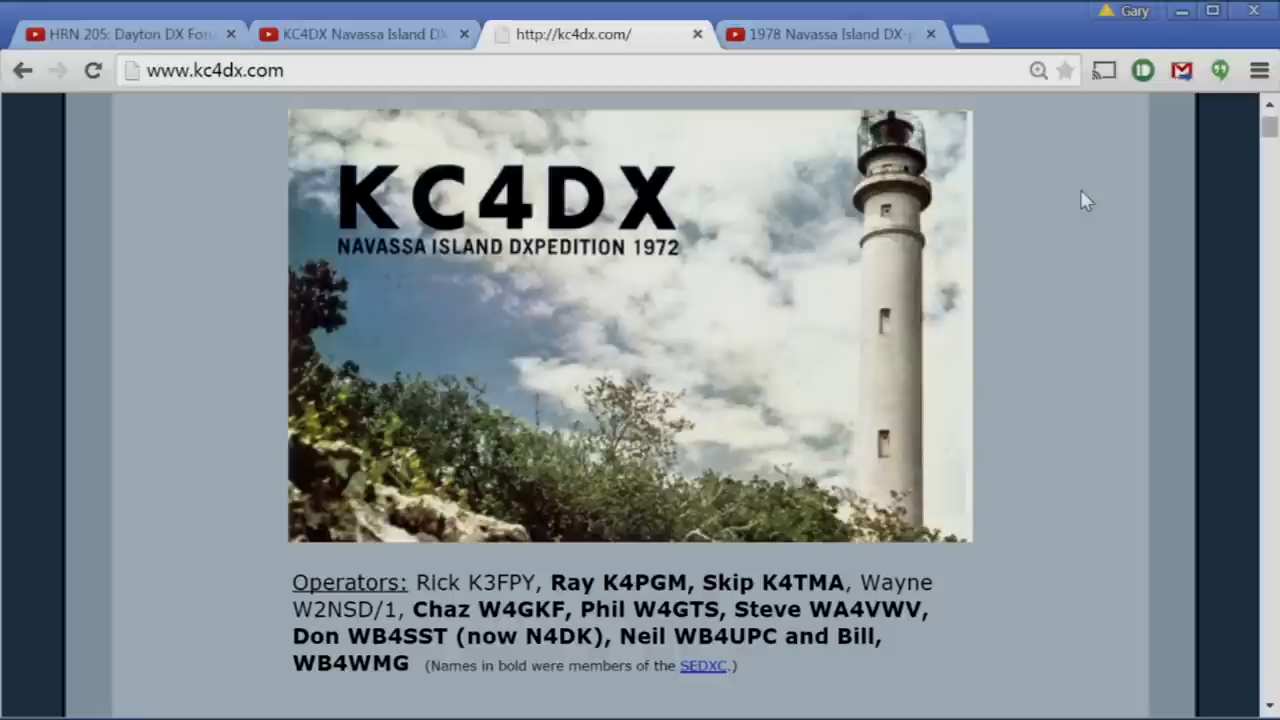 Gary
HRN 205: Dayton DX For
KC4DX Navassa Island D
http://kc4dx.com/
1978 Navassa Island DX-
www.kc4dx.com
KC4DX
NAVASSA ISLAND DXPEDITION 1972
Operators: Rick K3FPY, Ray K4PGM, Skip K4TMA, Wayne
W2NSD/1, Chaz W4GKF, Phil W4GTS, Steve WA4VWV,
Don WB4SST (now N4DK), Neil WB4UPC and Bill,
WB4WMG (Names in bold were members of the SEDXC.)